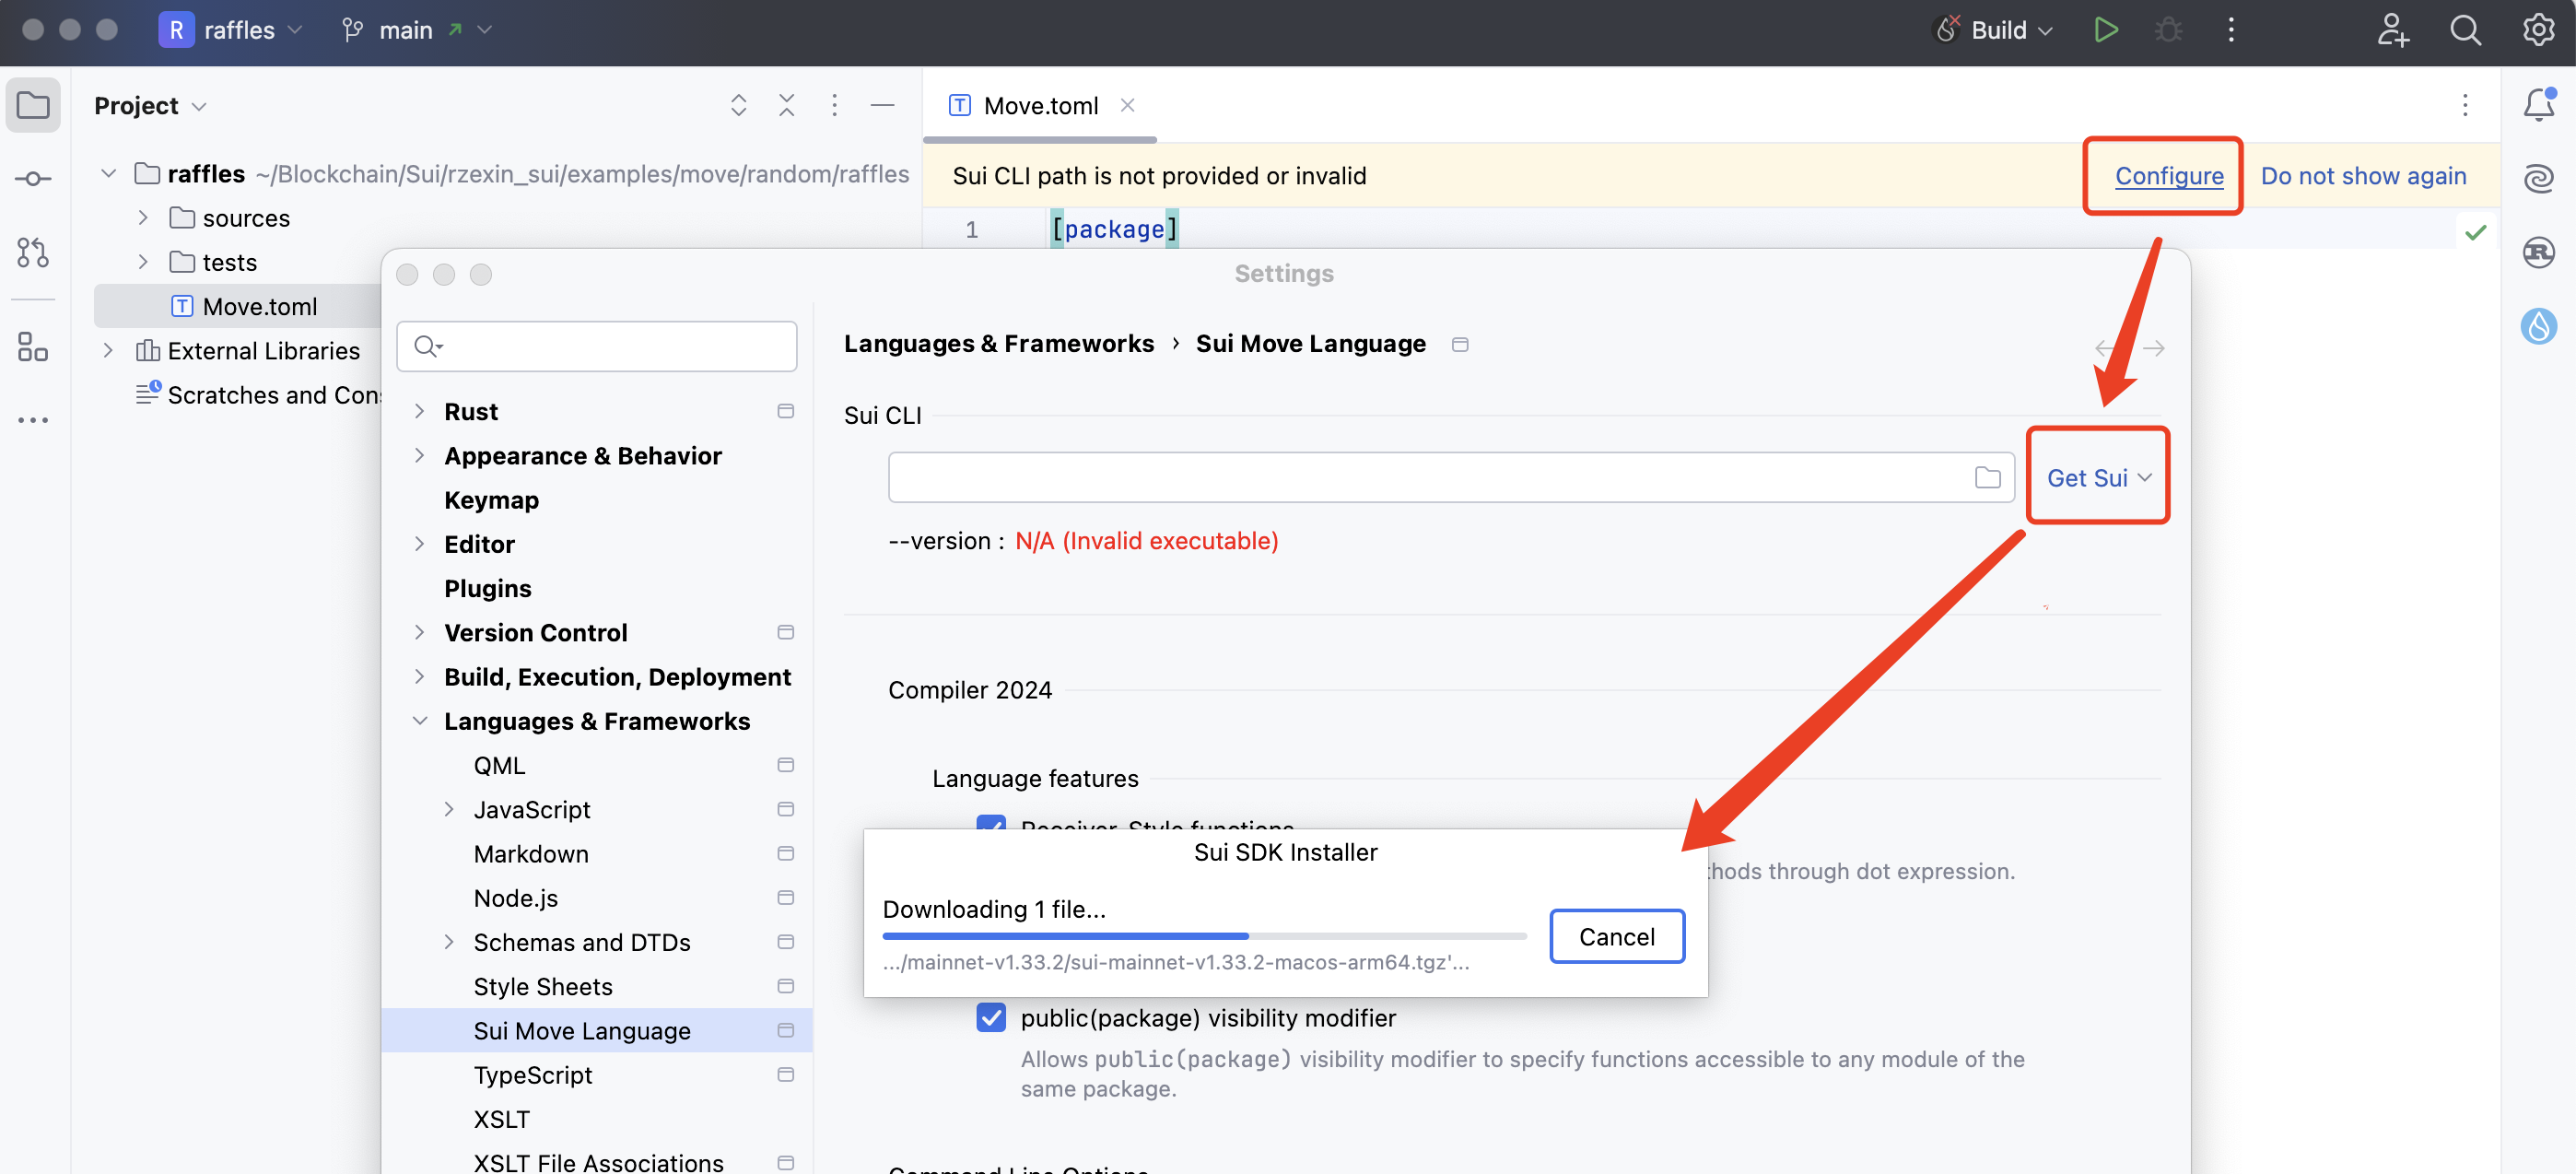 R raffles main Build
Project
Move.toml
raffles ~/Blockchain/Sui/rzexin_sui/examples/move/random/raffles
Sui CLI path is not provided or invalid Configure Do not show again
sources
1 [package]
tests
Settings
Move.toml
External Libraries
Languages & Frameworks › Sui Move Language
Scratches and Con
Rust
Sui CLI
Appearance & Behavior
Get Sui
Keymap
--version : N/A (Invalid executable)
Editor
Plugins
Version Control
Build, Execution, Deployment
Compiler 2024
Languages & Frameworks
QML
Language features
JavaScript
Receiver-Style functions
Markdown
Sui SDK Installer
thods through dot expression.
Node.js
Downloading 1 file...
Cancel
Schemas and DTDs
.../mainnet-v1.33.2/sui-mainnet-v1.33.2-macos-arm64.tgz'...
Style Sheets
public(package) visibility modifier
Sui Move Language
Allows public(package) visibility modifier to specify functions accessible to any module of the
same package.
TypeScript
XSLT
XSLT File Associations
Command Line Options